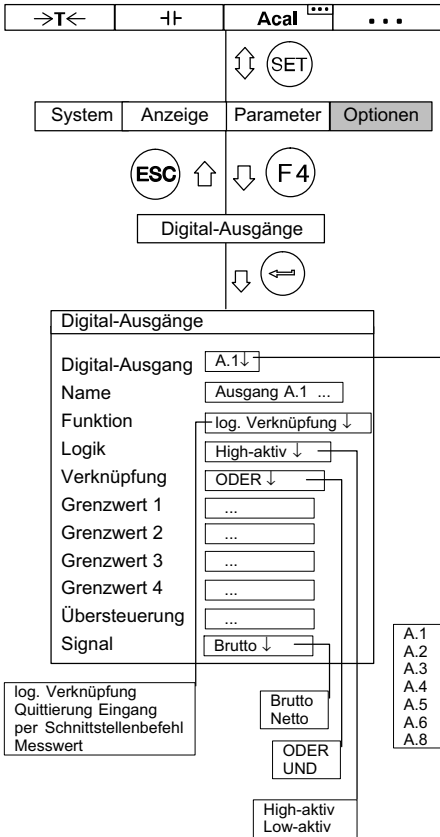 →T← ⊣⊢ Acal ...
SET
System Anzeige Parameter Optionen
ESC F4
Digital-Ausgänge
Digital-Ausgänge
Digital-Ausgang A.1↓
Name Ausgang A.1 ...
Funktion log. Verknüpfung ↓
Logik High-aktiv ↓
Verknüpfung ODER ↓
Grenzwert 1 ...
Grenzwert 2 ...
Grenzwert 3 ...
Grenzwert 4 ...
Übersteuerung ...
Signal Brutto ↓
A.1
A.2
A.3
A.4
A.5
A.6
A.8
log. Verknüpfung
Quittierung Eingang
per Schnittstellenbefehl
Messwert
Brutto
Netto
ODER
UND
High-aktiv
Low-aktiv